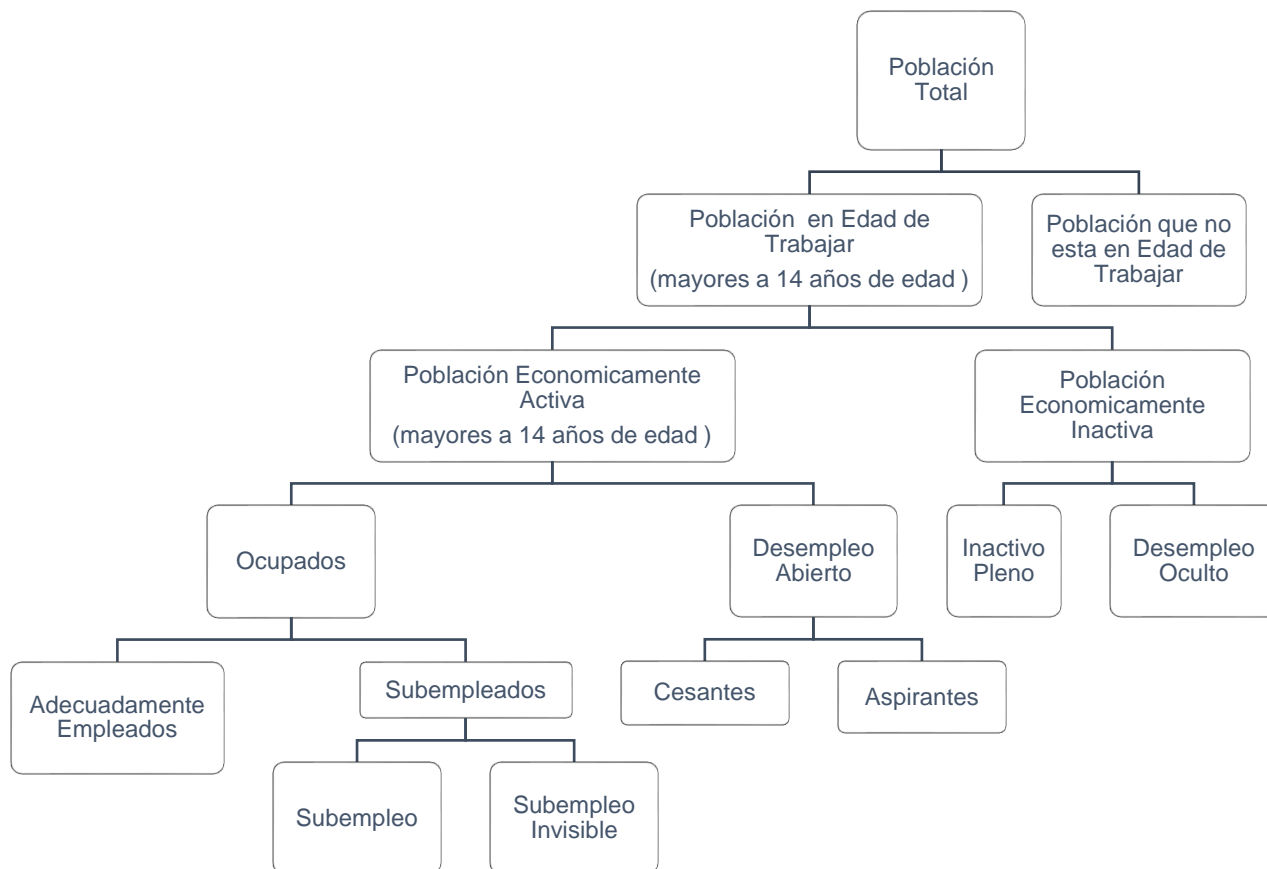 Población
Total
Población en Edad de
Trabajar
(mayores a 14 años de edad )
Población que no
esta en Edad de
Trabajar
Población Economicamente
Activa
(mayores a 14 años de edad )
Población
Economicamente
Inactiva
Ocupados
Desempleo
Abierto
Inactivo
Pleno
Desempleo
Oculto
Adecuadamente
Empleados
Subempleados
Cesantes
Aspirantes
Subempleo
Subempleo
Invisible